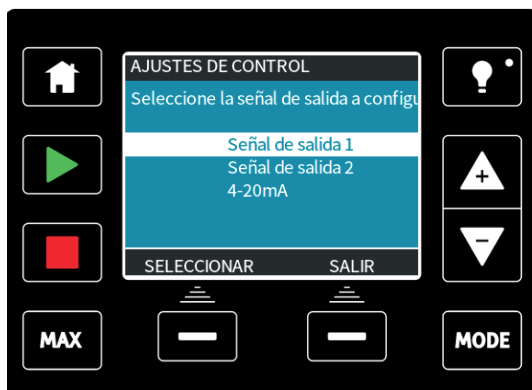 AJUSTES DE CONTROL
Seleccione la señal de salida a configu
Señal de salida 1
Señal de salida 2
4-20mA
SELECCIONAR SALIR
MAX
MODE